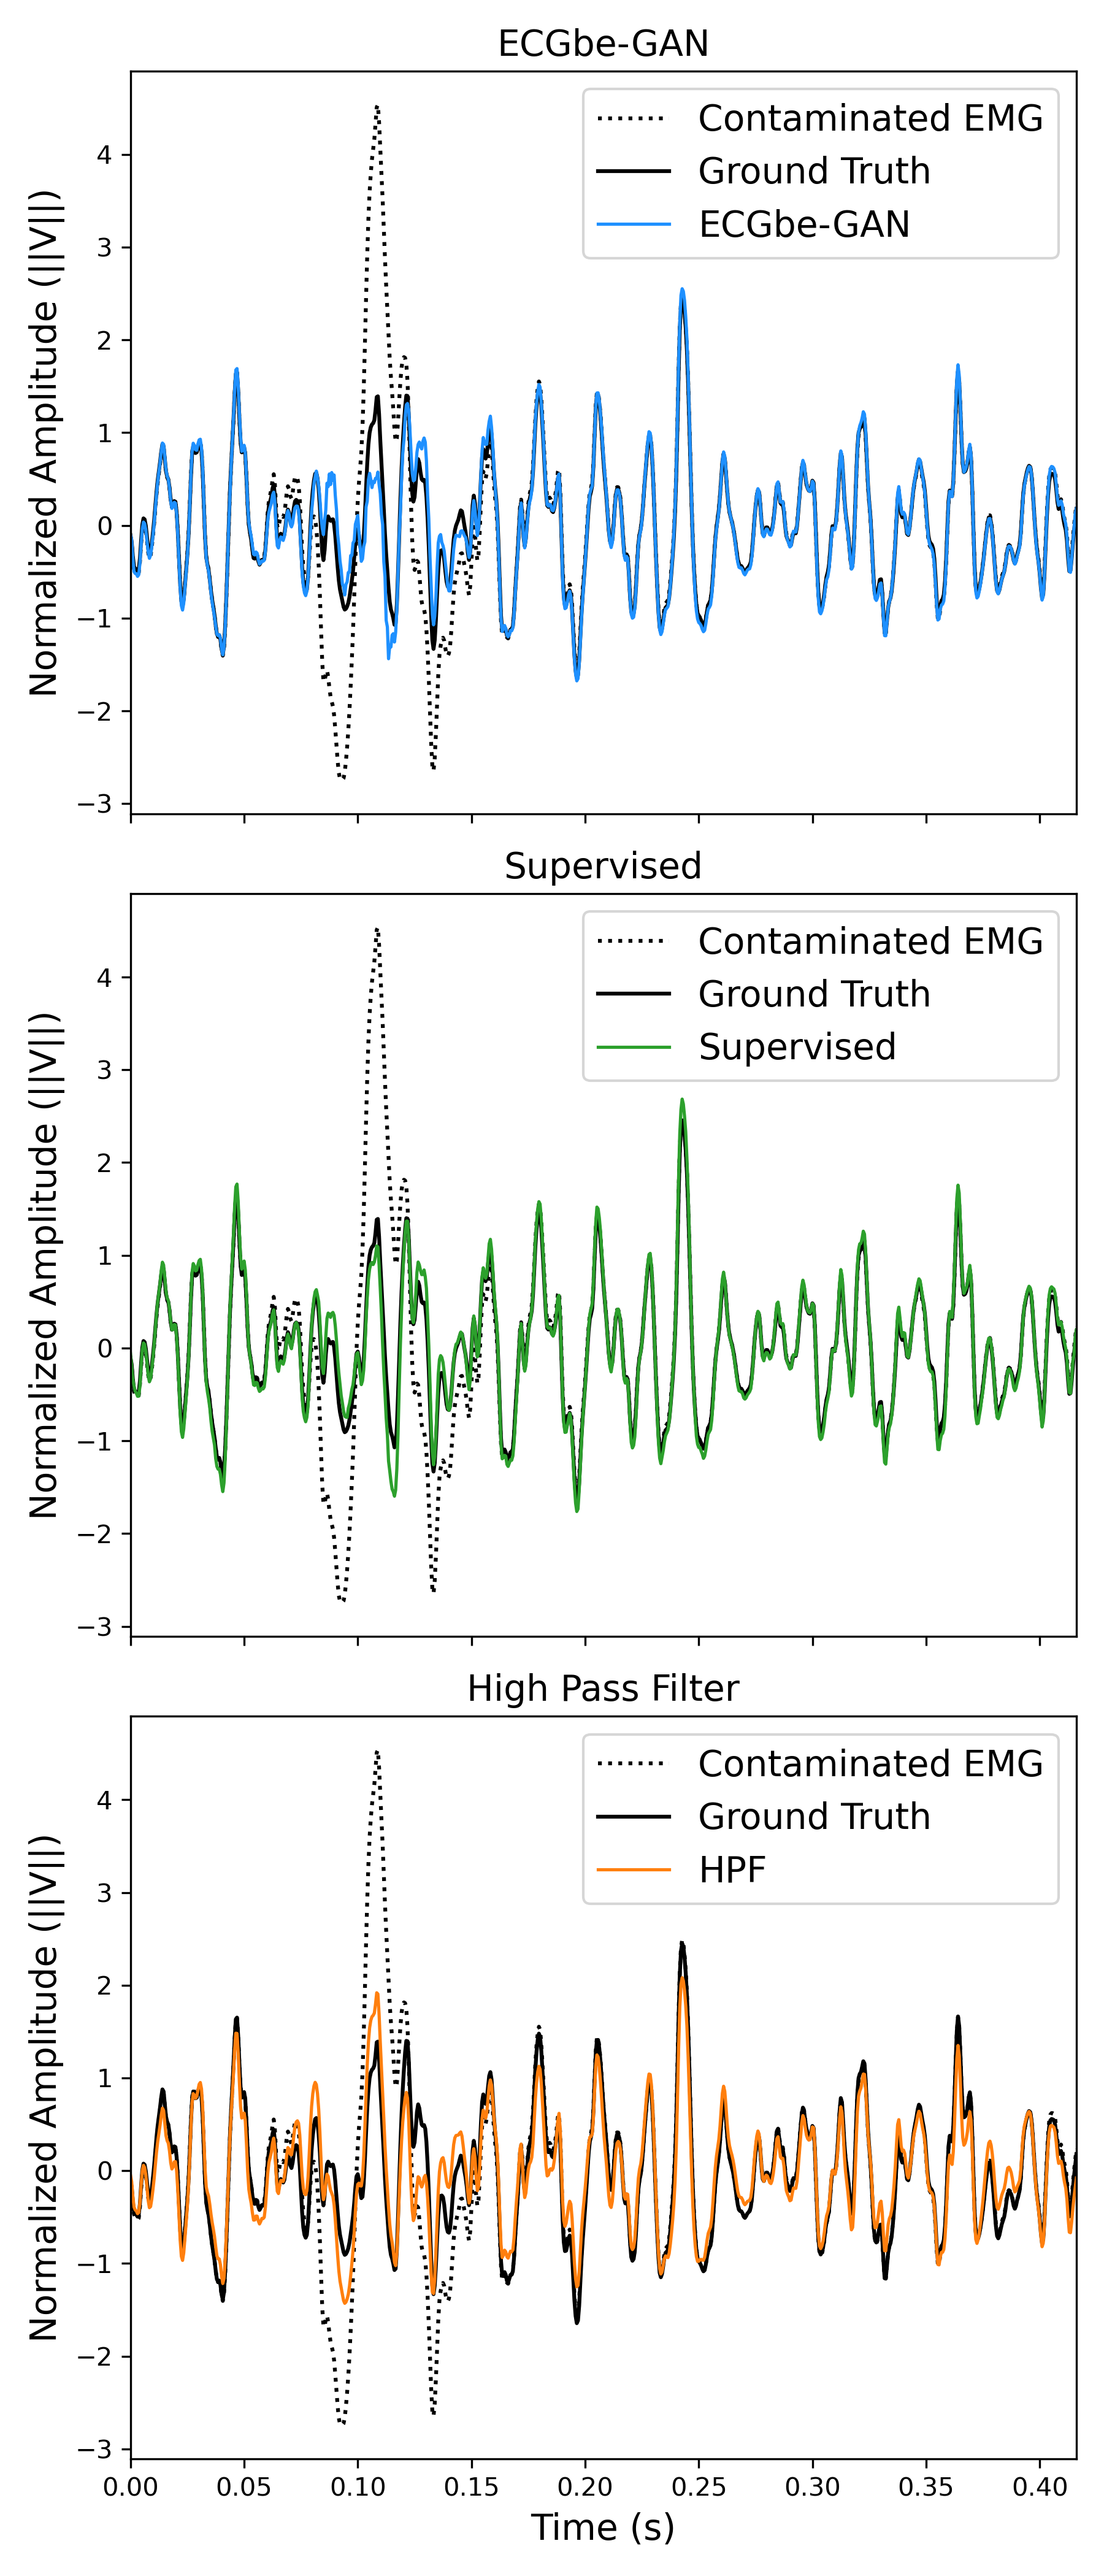 ECGbe-GAN
Normalized Amplitude (||V||)
4
3
2
1
0
−1
−2
−3
Contaminated EMG
Ground Truth
ECGbe-GAN
Supervised
Normalized Amplitude (||V||)
4
3
2
1
0
−1
−2
−3
Contaminated EMG
Ground Truth
Supervised
High Pass Filter
Normalized Amplitude (||V||)
4
3
2
1
0
−1
−2
−3
Contaminated EMG
Ground Truth
HPF
0.00 0.05 0.10 0.15 0.20 0.25 0.30 0.35 0.40
Time (s)